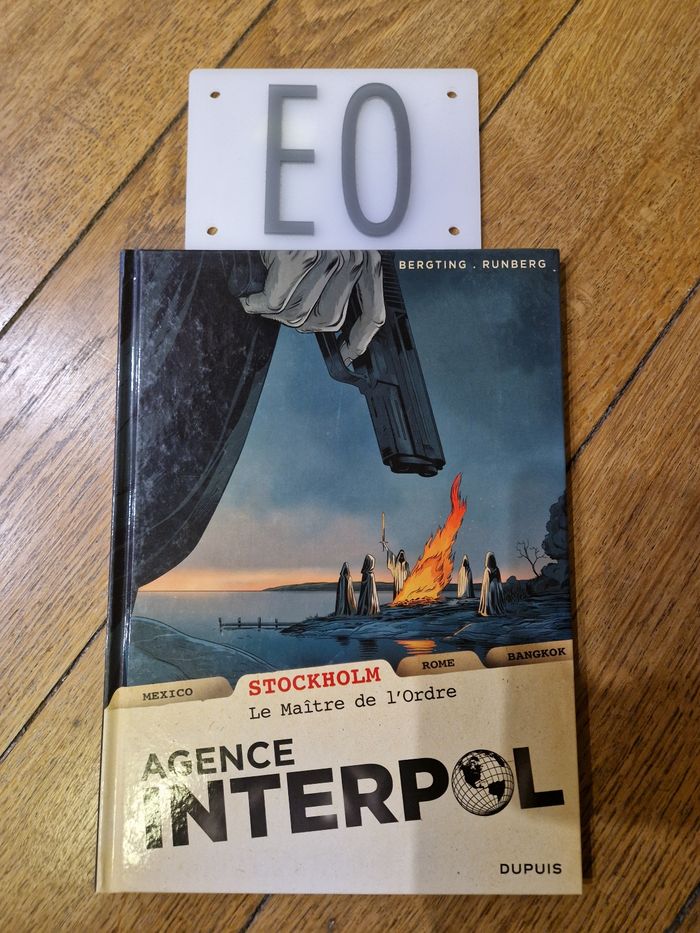 EO
BERGTING . RUNBERG
MEXICO
STOCKHOLM
ROME
BANGKOK
Le Maître de l'Ordre
AGENCE
INTERPOL
DUPUIS